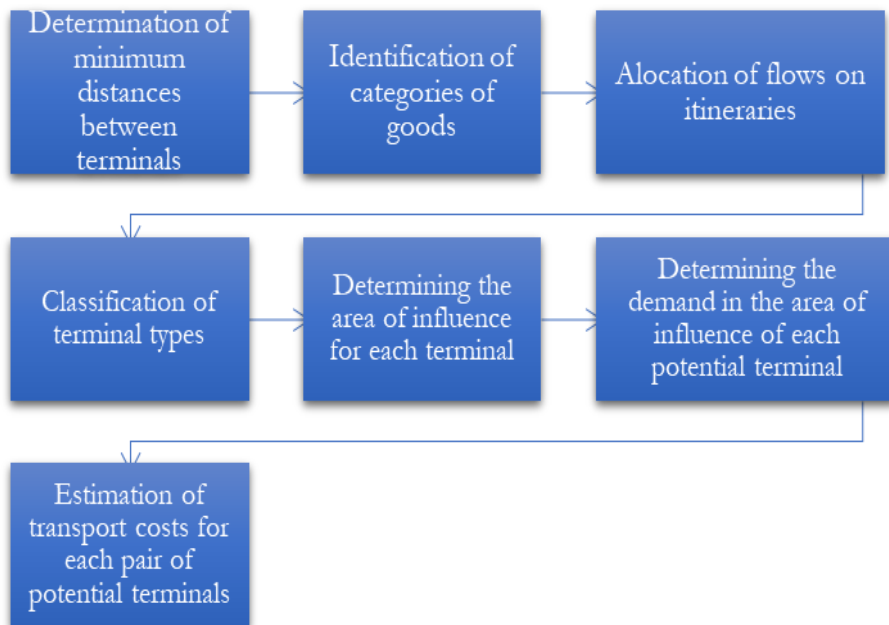 Determination of
minimum
distances
between
terminals
Identification of
categories of
goods
Alocation of flows on
itineraries
Classification of
terminal types
Determining the
area of influence
for each terminal
Determining the
demand in the area of
influence of each
potential terminal
Estimation of
transport costs for
each pair of
potential terminals